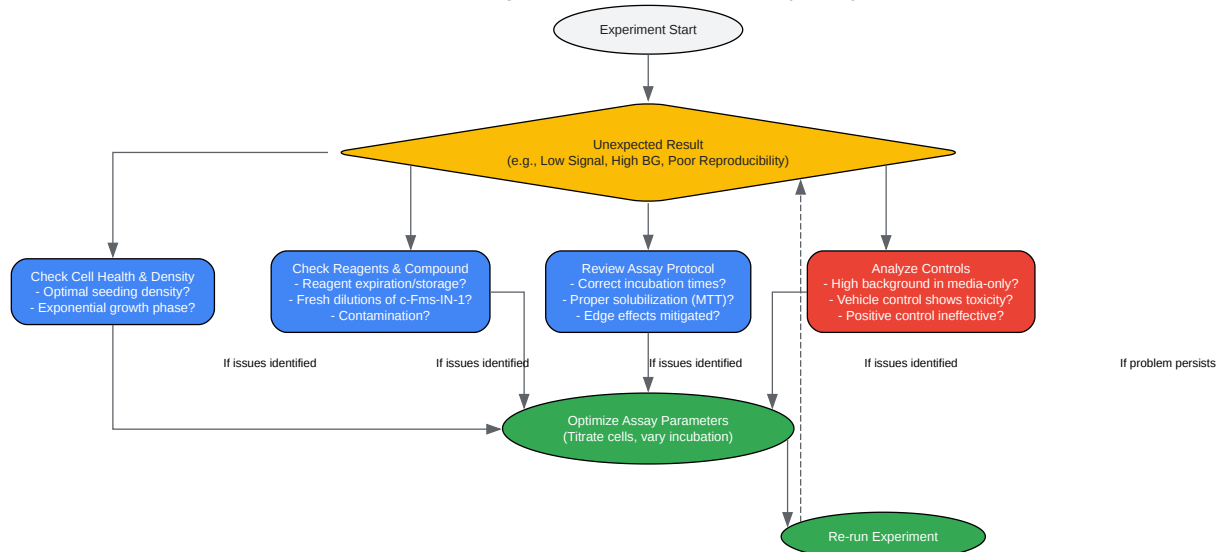 Experiment Start
Unexpected Result
(e.g., Low Signal, High BG, Poor Reproducibility)
Check Cell Health & Density
- Optimal seeding density?
- Exponential growth phase?
Check Reagents & Compound
- Reagent expiration/storage?
- Fresh dilutions of c-Fms-IN-1?
- Contamination?
Review Assay Protocol
- Correct incubation times?
- Proper solubilization (MTT)?
- Edge effects mitigated?
Analyze Controls
- High background in media-only?
- Vehicle control shows toxicity?
- Positive control ineffective?
If issues identified
If issues identified
If issues identified
If issues identified
If problem persists
Optimize Assay Parameters
(Titrate cells, vary incubation)
Re-run Experiment